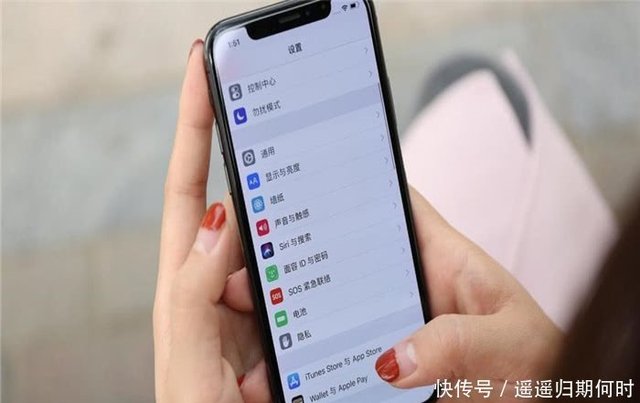 1:61
设置
控制中心
勿扰模式
通用
显示与亮度
墙纸
声音与触感
Siri 与搜索
面容 ID 与密码
SOS 紧急联络
电池
隐私
iTunes Store 与 App Store
Wallet 与 Apple Pay
快传号 / 遥遥归期何时